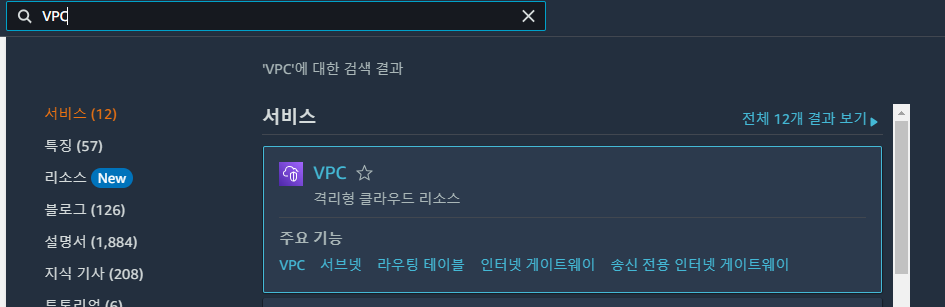 VPC
'VPC'에 대한 검색 결과
서비스 (12)
특징 (57)
리소스 New
블로그 (126)
설명서 (1,884)
지식 기사 (208)
튜토리얼 (6)
서비스
전체 12개 결과 보기
VPC
격리형 클라우드 리소스
주요 기능
VPC 서브넷 라우팅 테이블 인터넷 게이트웨이 송신 전용 인터넷 게이트웨이